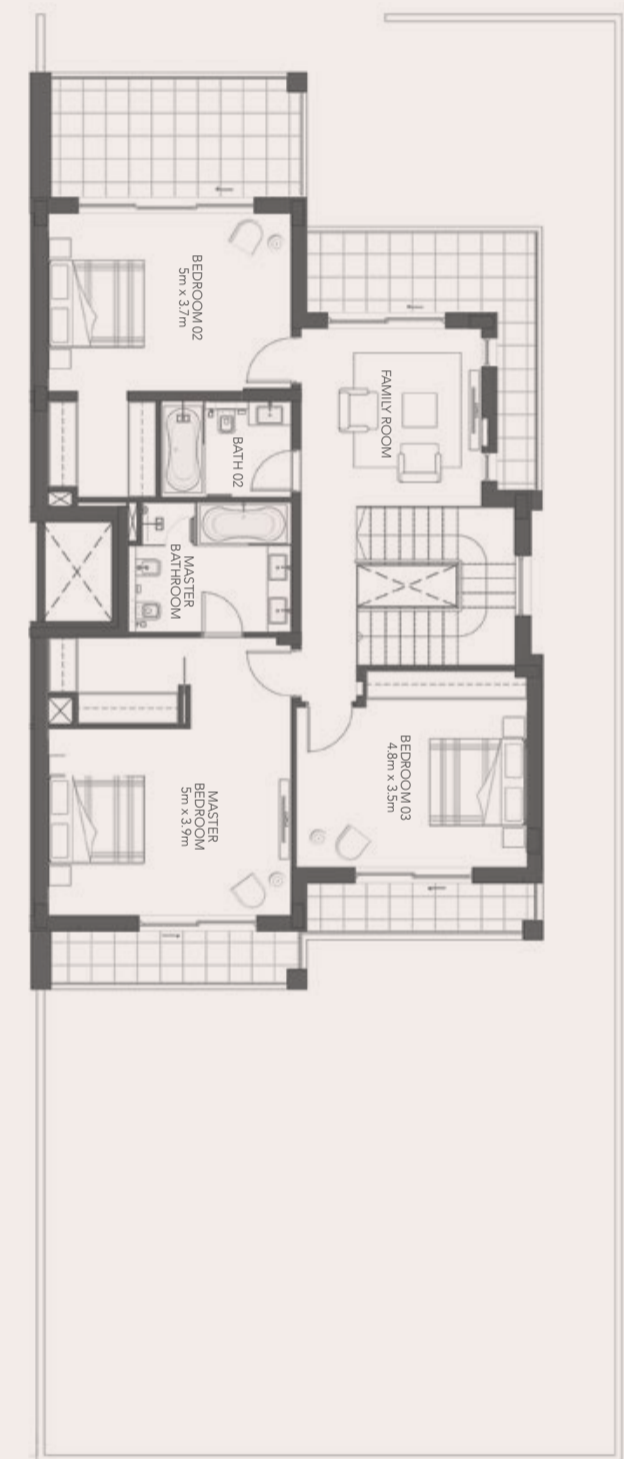 BEDROOM 02
5m x 3.7m
FAMILY ROOM
BATH 02
MASTER
BATHROOM
BEDROOM 03
4.8m x 3.5m
MASTER
BEDROOM
5m x 3.9m